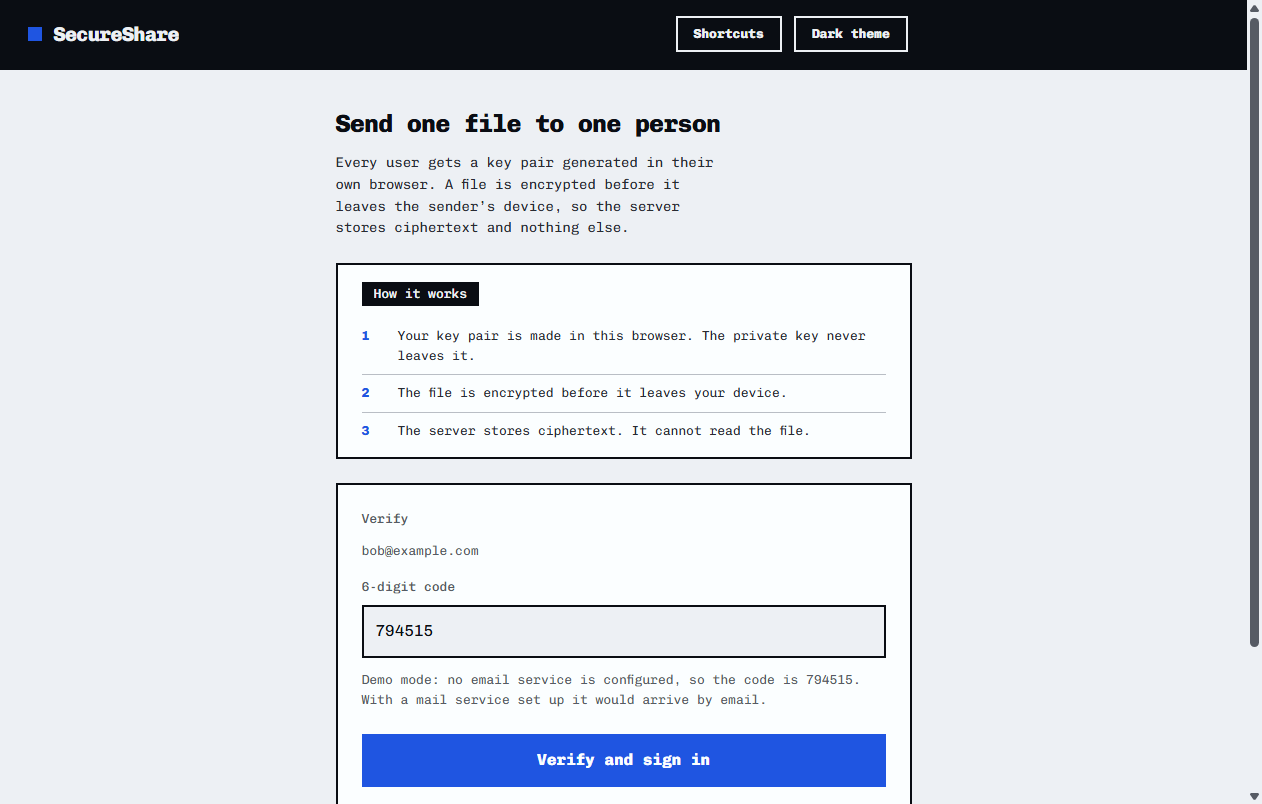 SecureShare
Shortcuts
Dark theme
Send one file to one person
Every user gets a key pair generated in their
own browser. A file is encrypted before it
leaves the sender’s device, so the server
stores ciphertext and nothing else.
How it works
1 Your key pair is made in this browser. The private key never
leaves it.
2 The file is encrypted before it leaves your device.
3 The server stores ciphertext. It cannot read the file.
Verify
bob@example.com
6-digit code
794515
Demo mode: no email service is configured, so the code is 794515.
With a mail service set up it would arrive by email.
Verify and sign in